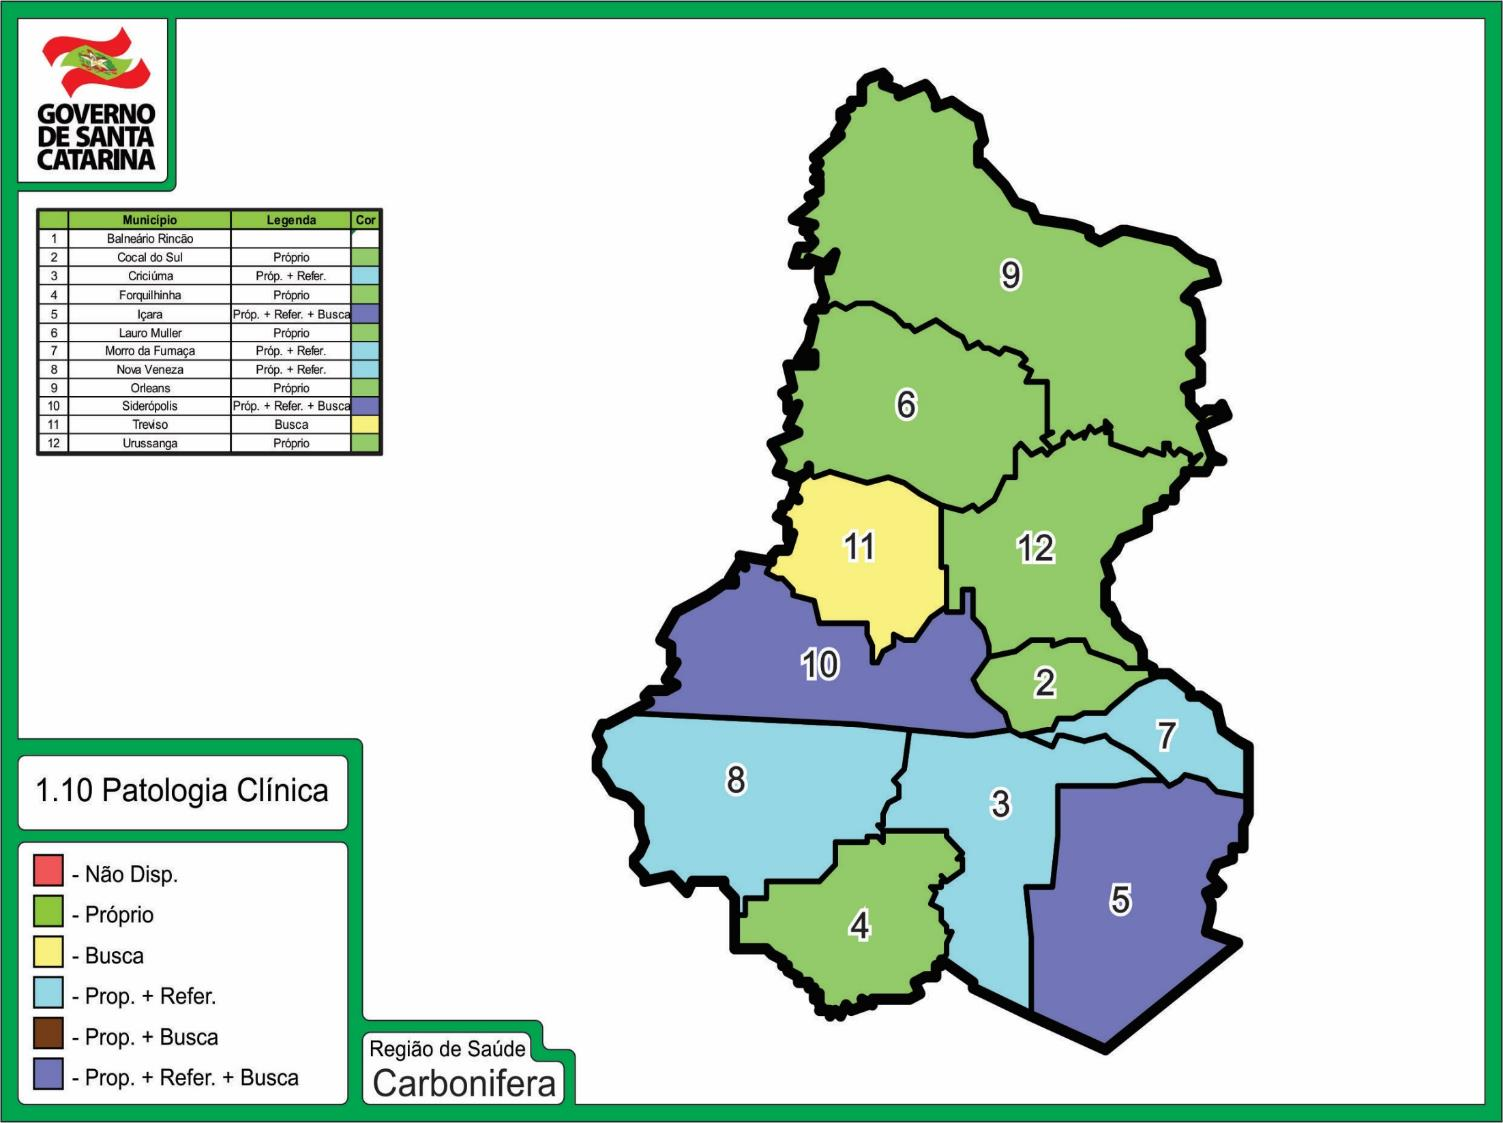 GOVERNO
DE SANTA
CATARINA
Município Legenda Cor
1 Balneário Rincão
2 Cocal do Sul Próprio
3 Criciúma Próp. + Refer.
4 Forquilhinha Próprio
5 Içara Próp. + Refer. + Busca
6 Lauro Muller Próprio
7 Morro da Fumaça Próp. + Refer.
8 Nova Veneza Próp. + Refer.
9 Orleans Próprio
10 Siderópolis Próp. + Refer. + Busca
11 Treviso Busca
12 Urussanga Próprio
9
6
11
12
10
2
7
8
3
5
4
1.10 Patologia Clínica
- Não Disp.
- Próprio
- Busca
- Prop. + Refer.
- Prop. + Busca
- Prop. + Refer. + Busca
Região de Saúde
Carbonifera